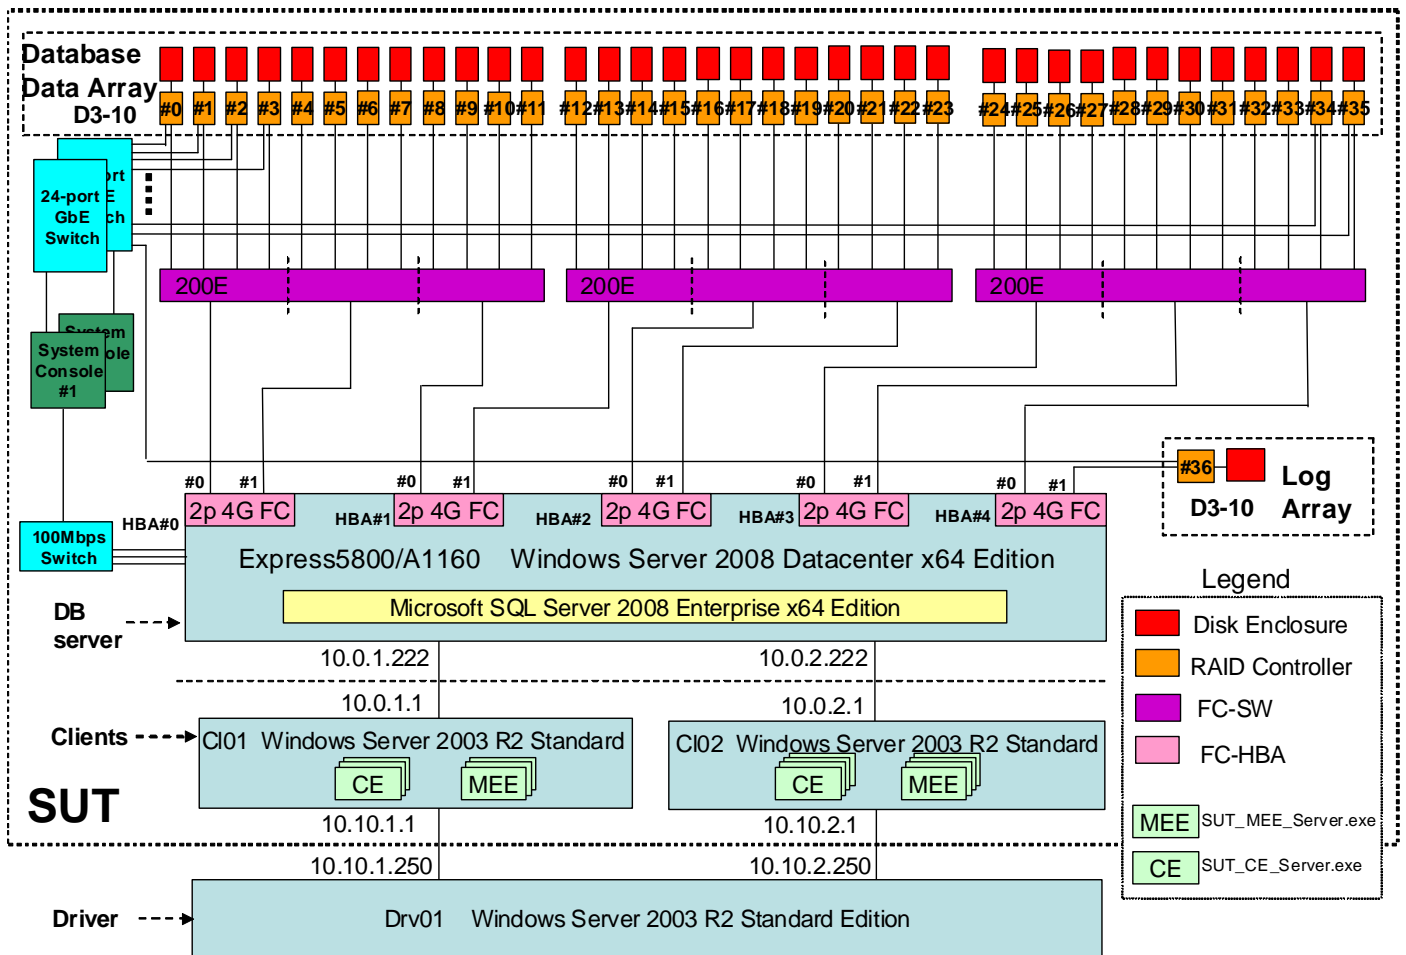 Database
Data Array
D3-10
#0 #1 #2 #3 #4 #5 #6 #7 #8 #9 #10 #11 #12 #13 #14 #15 #16 #17 #18 #19 #20 #21 #22 #23 #24 #25 #26 #27 #28 #29 #30 #31 #32 #33 #34 #35
24-port
GbE
Switch
ort
E
ch
200E 200E 200E
System
Console
#1
System
ole
#36
Log
Array
D3-10
#0 #1 #0 #1 #0 #1 #0 #1 #0 #1
HBA#0 2p 4G FC HBA#1 2p 4G FC HBA#2 2p 4G FC HBA#3 2p 4G FC HBA#4 2p 4G FC
100Mbps
Switch
Express5800/A1160 Windows Server 2008 Datacenter x64 Edition
Microsoft SQL Server 2008 Enterprise x64 Edition
DB
server
10.0.1.222 10.0.2.222
10.0.1.1 10.0.2.1
Clients
Cl01 Windows Server 2003 R2 Standard
CE MEE
Cl02 Windows Server 2003 R2 Standard
CE MEE
SUT
10.10.1.1 10.10.2.1
10.10.1.250 10.10.2.250
Driver
Drv01 Windows Server 2003 R2 Standard Edition
Legend
Disk Enclosure
RAID Controller
FC-SW
FC-HBA
MEE SUT_MEE_Server.exe
CE SUT_CE_Server.exe